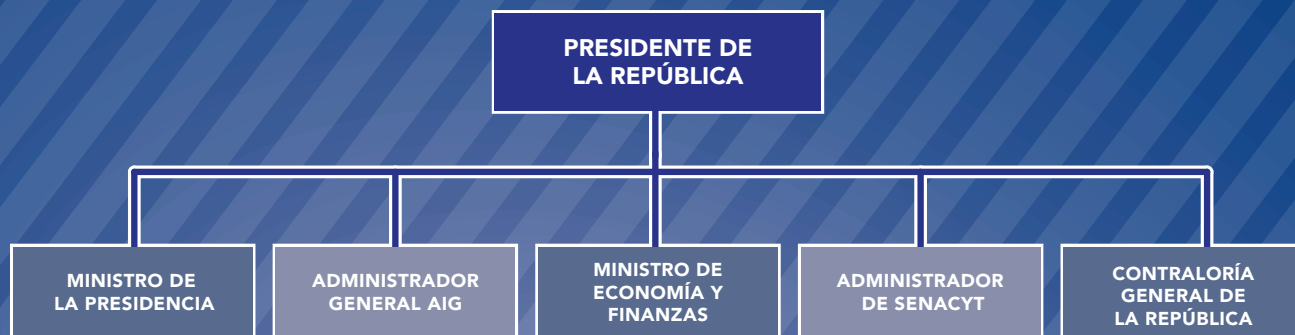 PRESIDENTE DE
LA REPÚBLICA
MINISTRO DE
LA PRESIDENCIA
ADMINISTRADOR
GENERAL AIG
MINISTRO DE
ECONOMÍA Y
FINANZAS
ADMINISTRADOR
DE SENACYT
CONTRALORÍA
GENERAL DE
LA REPÚBLICA